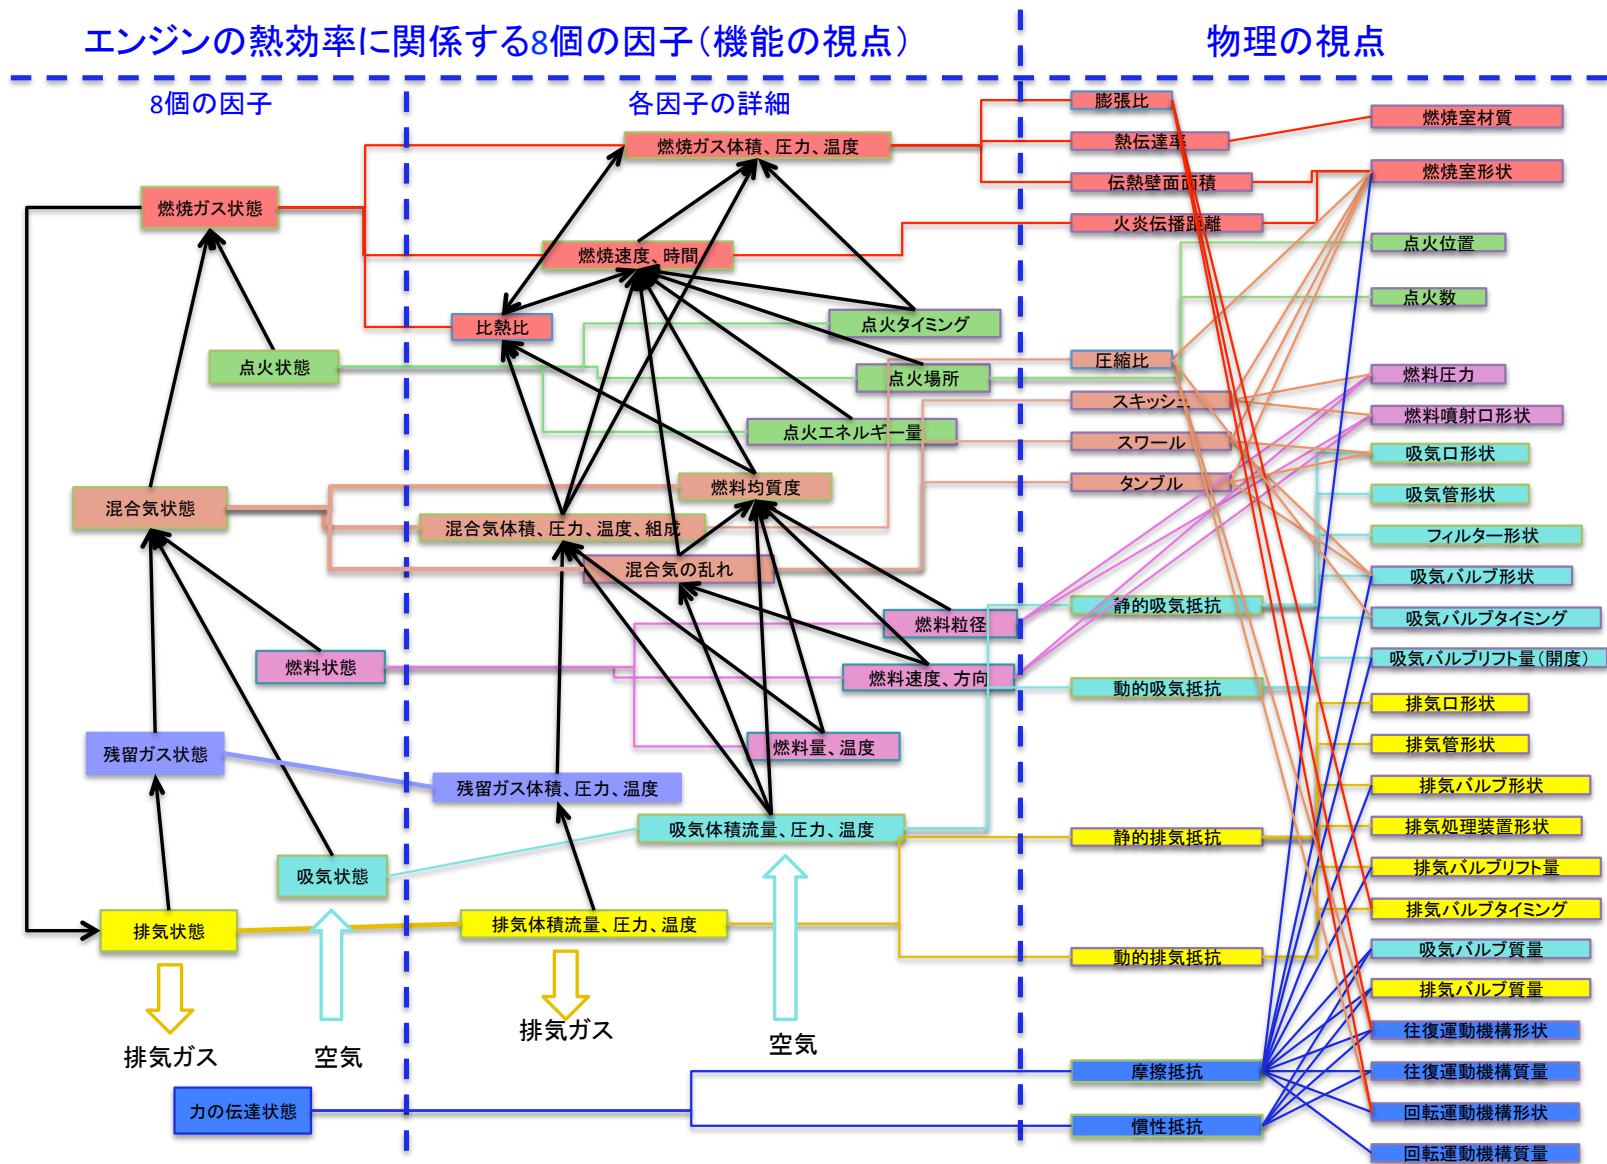 エンジンの熱効率に関係する8個の因子(機能の視点)
物理の視点
8個の因子
各因子の詳細
燃焼ガス状態
点火状態
混合気状態
燃料状態
残留ガス状態
吸気状態
排気状態
排気ガス
空気
力の伝達状態
燃焼ガス体積、圧力、温度
燃焼速度、時間
比熱比
点火タイミング
点火場所
点火エネルギー量
燃料均質度
混合気体積、圧力、温度、組成
混合気の乱れ
燃料粒径
燃料速度、方向
燃料量、温度
残留ガス体積、圧力、温度
吸気体積流量、圧力、温度
排気体積流量、圧力、温度
排気ガス
空気
膨張比
熱伝達率
伝熱壁面面積
火炎伝播距離
圧縮比
スキッシュ
スワール
タンブル
静的吸気抵抗
動的吸気抵抗
静的排気抵抗
動的排気抵抗
摩擦抵抗
慣性抵抗
燃焼室材質
燃焼室形状
点火位置
点火数
燃料圧力
燃料噴射口形状
吸気口形状
吸気管形状
フィルター形状
吸気バルブ形状
吸気バルブタイミング
吸気バルブリフト量(開度)
排気口形状
排気管形状
排気バルブ形状
排気処理装置形状
排気バルブリフト量
排気バルブタイミング
吸気バルブ質量
排気バルブ質量
往復運動機構形状
往復運動機構質量
回転運動機構形状
回転運動機構質量